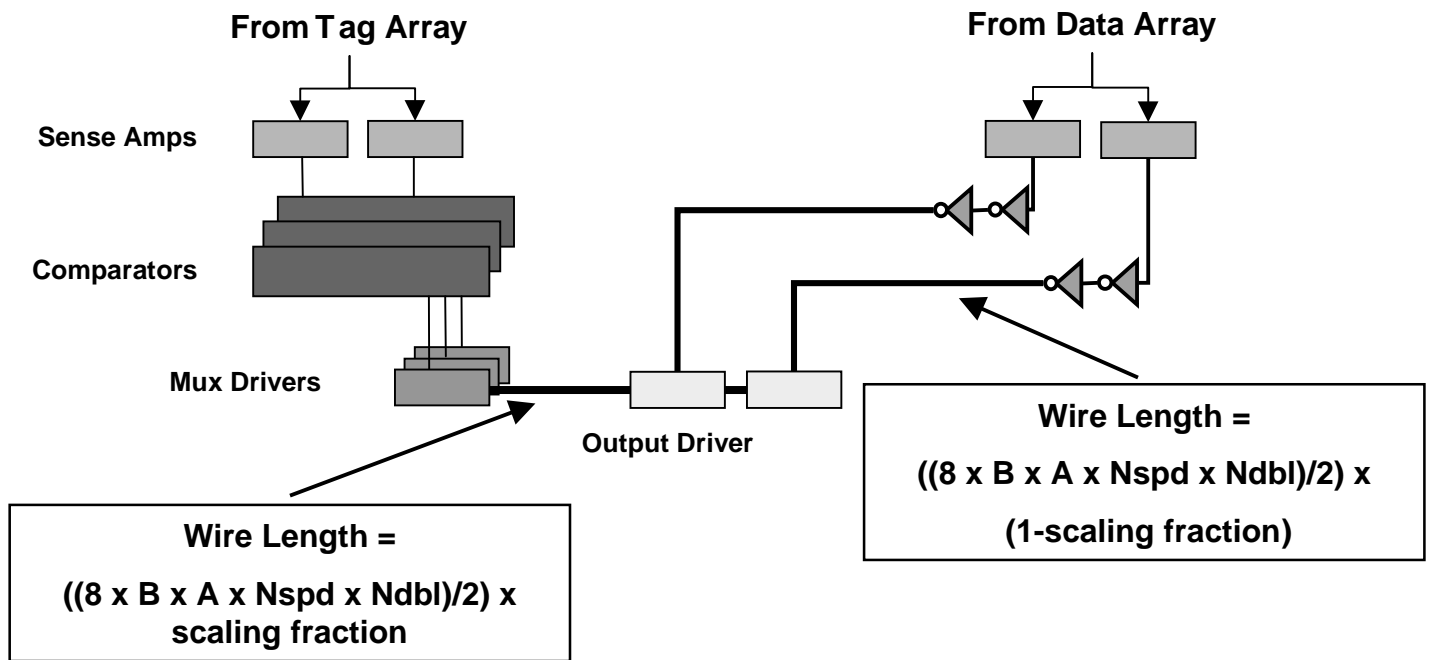 From Tag Array
From Data Array
Sense Amps
Comparators
Mux Drivers
Output Driver
Wire Length =
((8 x B x A x Nspd x Ndbl)/2) x
(1-scaling fraction)
Wire Length =
((8 x B x A x Nspd x Ndbl)/2) x
scaling fraction